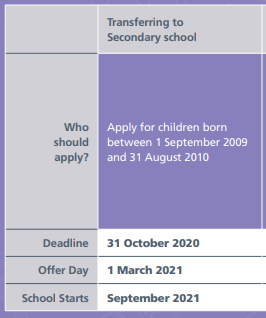 Transferring to
Secondary school
Who
should
apply?
Apply for children born
between 1 September 2009
and 31 August 2010
Deadline 31 October 2020
Offer Day 1 March 2021
School Starts September 2021